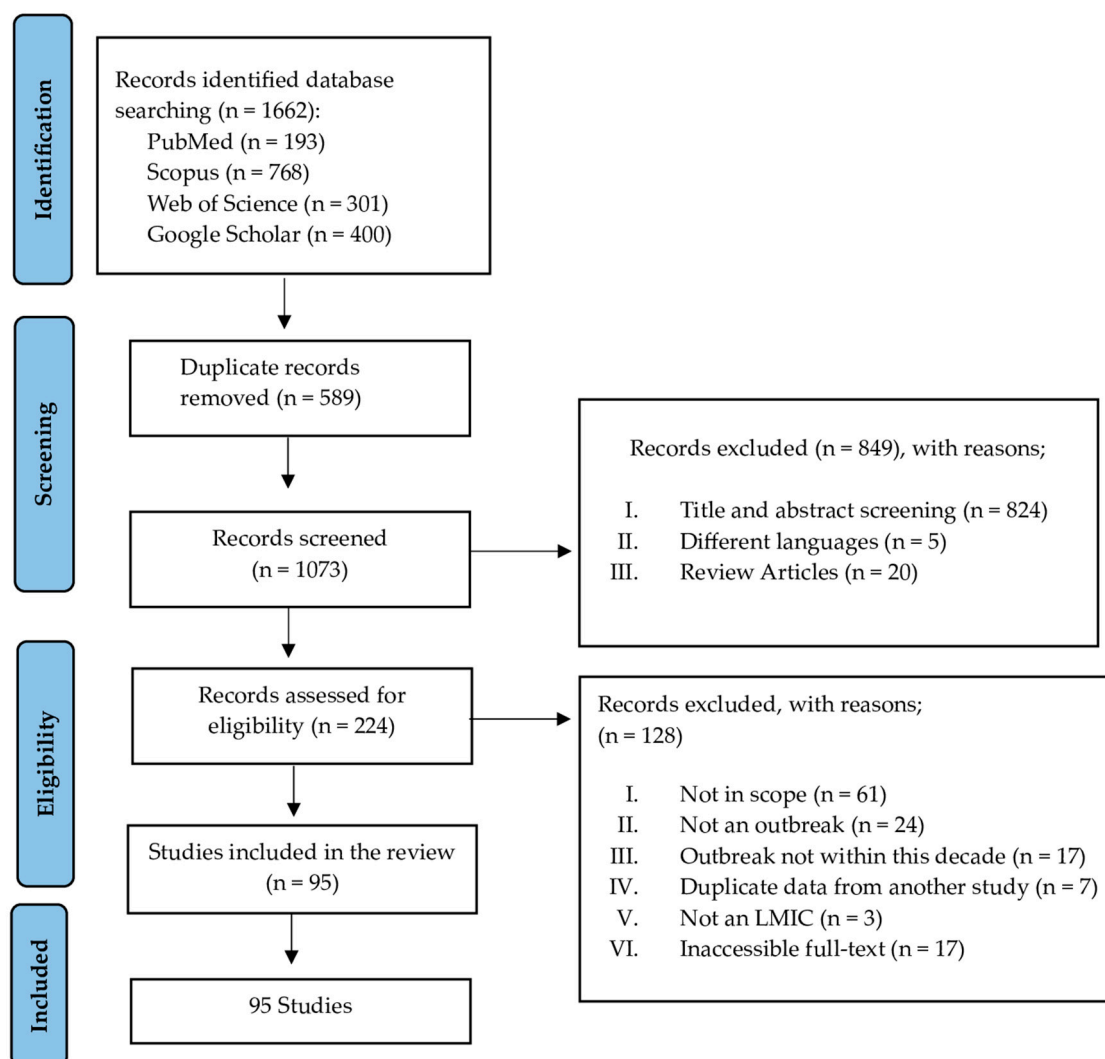 Identification
Records identified database
searching (n = 1662):
PubMed (n = 193)
Scopus (n = 768)
Web of Science (n = 301)
Google Scholar (n = 400)
Screening
Duplicate records
removed (n = 589)
Records screened
(n = 1073)
Records excluded (n = 849), with reasons;
I. Title and abstract screening (n = 824)
II. Different languages (n = 5)
III. Review Articles (n = 20)
Eligibility
Records assessed for
eligibility (n = 224)
Records excluded, with reasons;
(n = 128)
I. Not in scope (n = 61)
II. Not an outbreak (n = 24)
III. Outbreak not within this decade (n = 17)
IV. Duplicate data from another study (n = 7)
V. Not an LMIC (n = 3)
VI. Inaccessible full-text (n = 17)
Studies included in the review
(n = 95)
Included
95 Studies